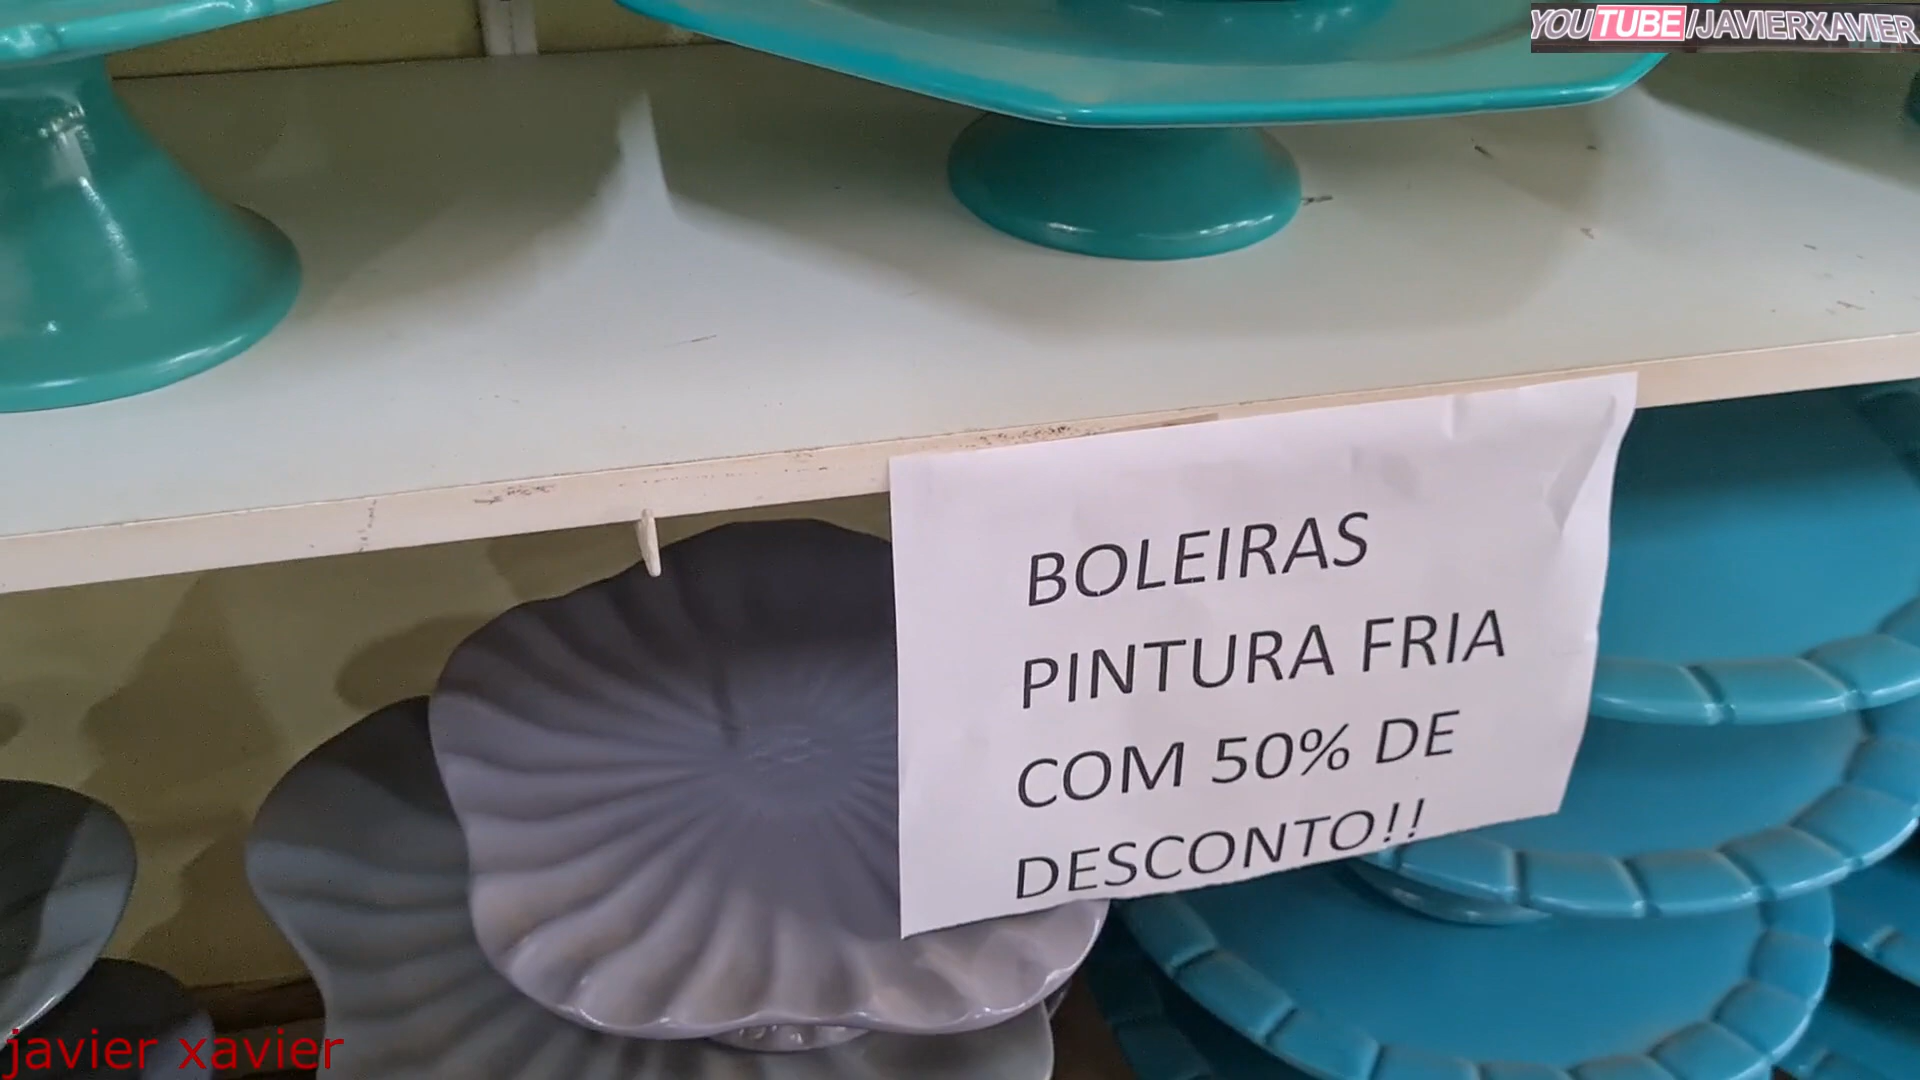 YOUTUBE/JAVIERXAVIER
BOLEIRAS
PINTURA FRIA
COM 50% DE
DESCONTO!!
javier xavier